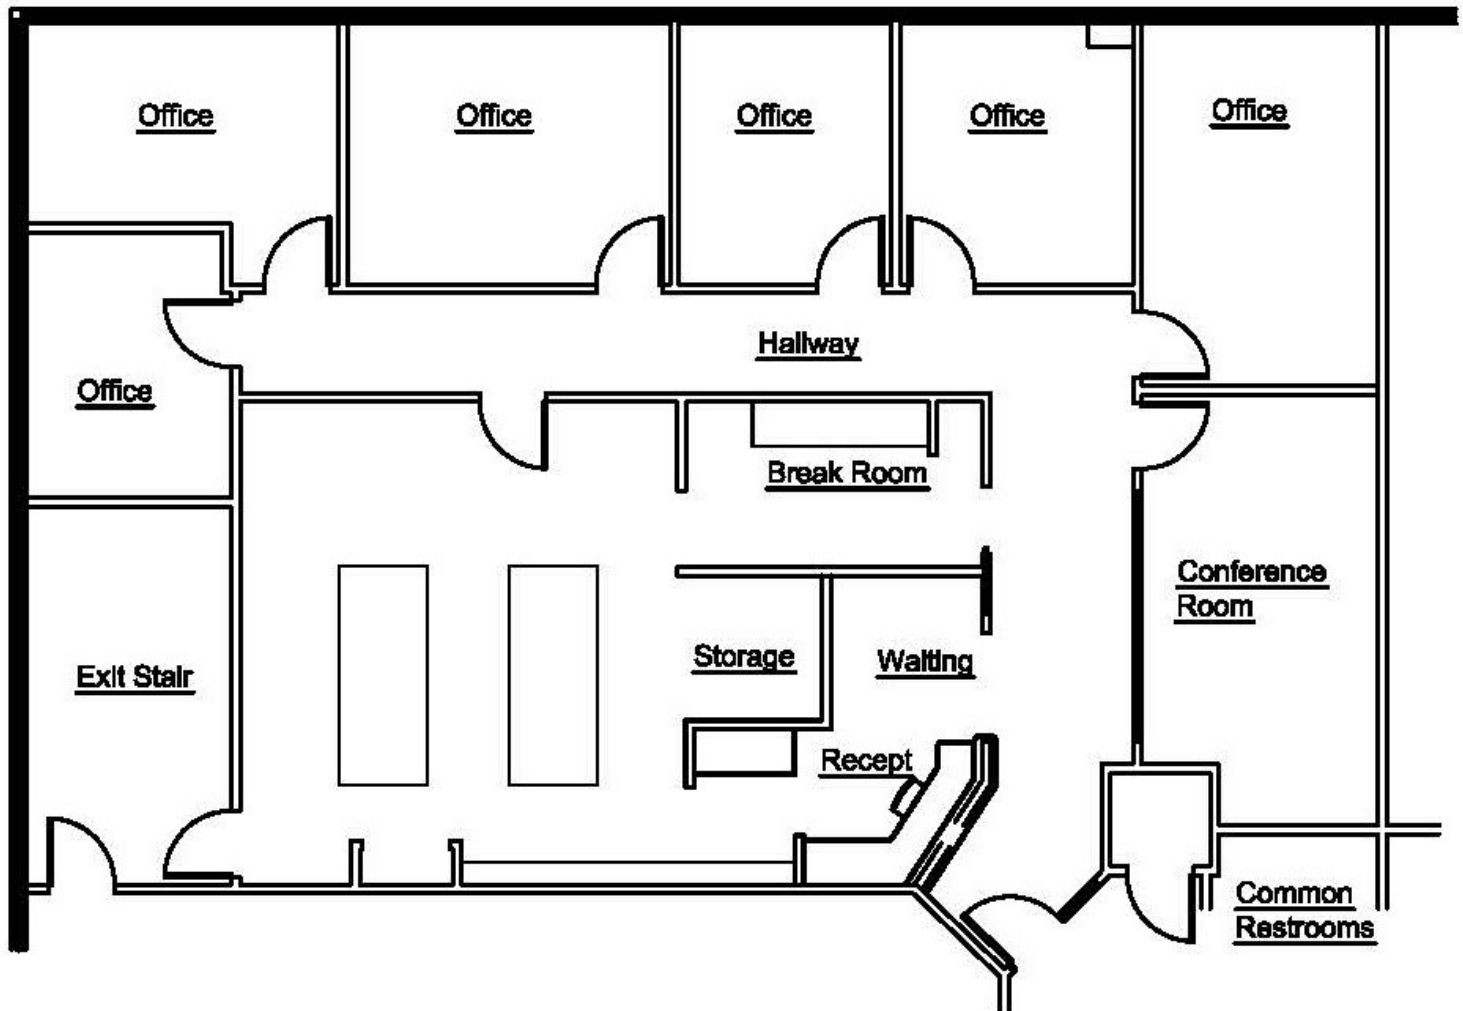 Office
Office
Office
Office
Office
Hallway
Office
Break Room
Conference
Room
Storage
Waiting
Exit Stair
Recept
Common
Restrooms